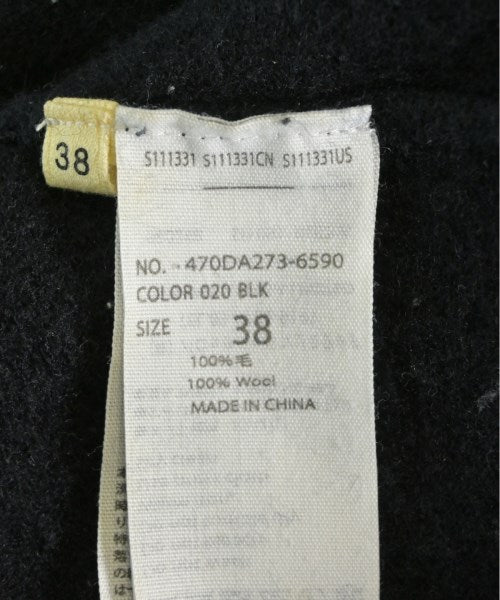 38
S111331 S111331CN S111331US
NO. - 470DA273-6590
COLOR 020 BLK
SIZE 38
100%毛
100% Wool
MADE IN CHINA